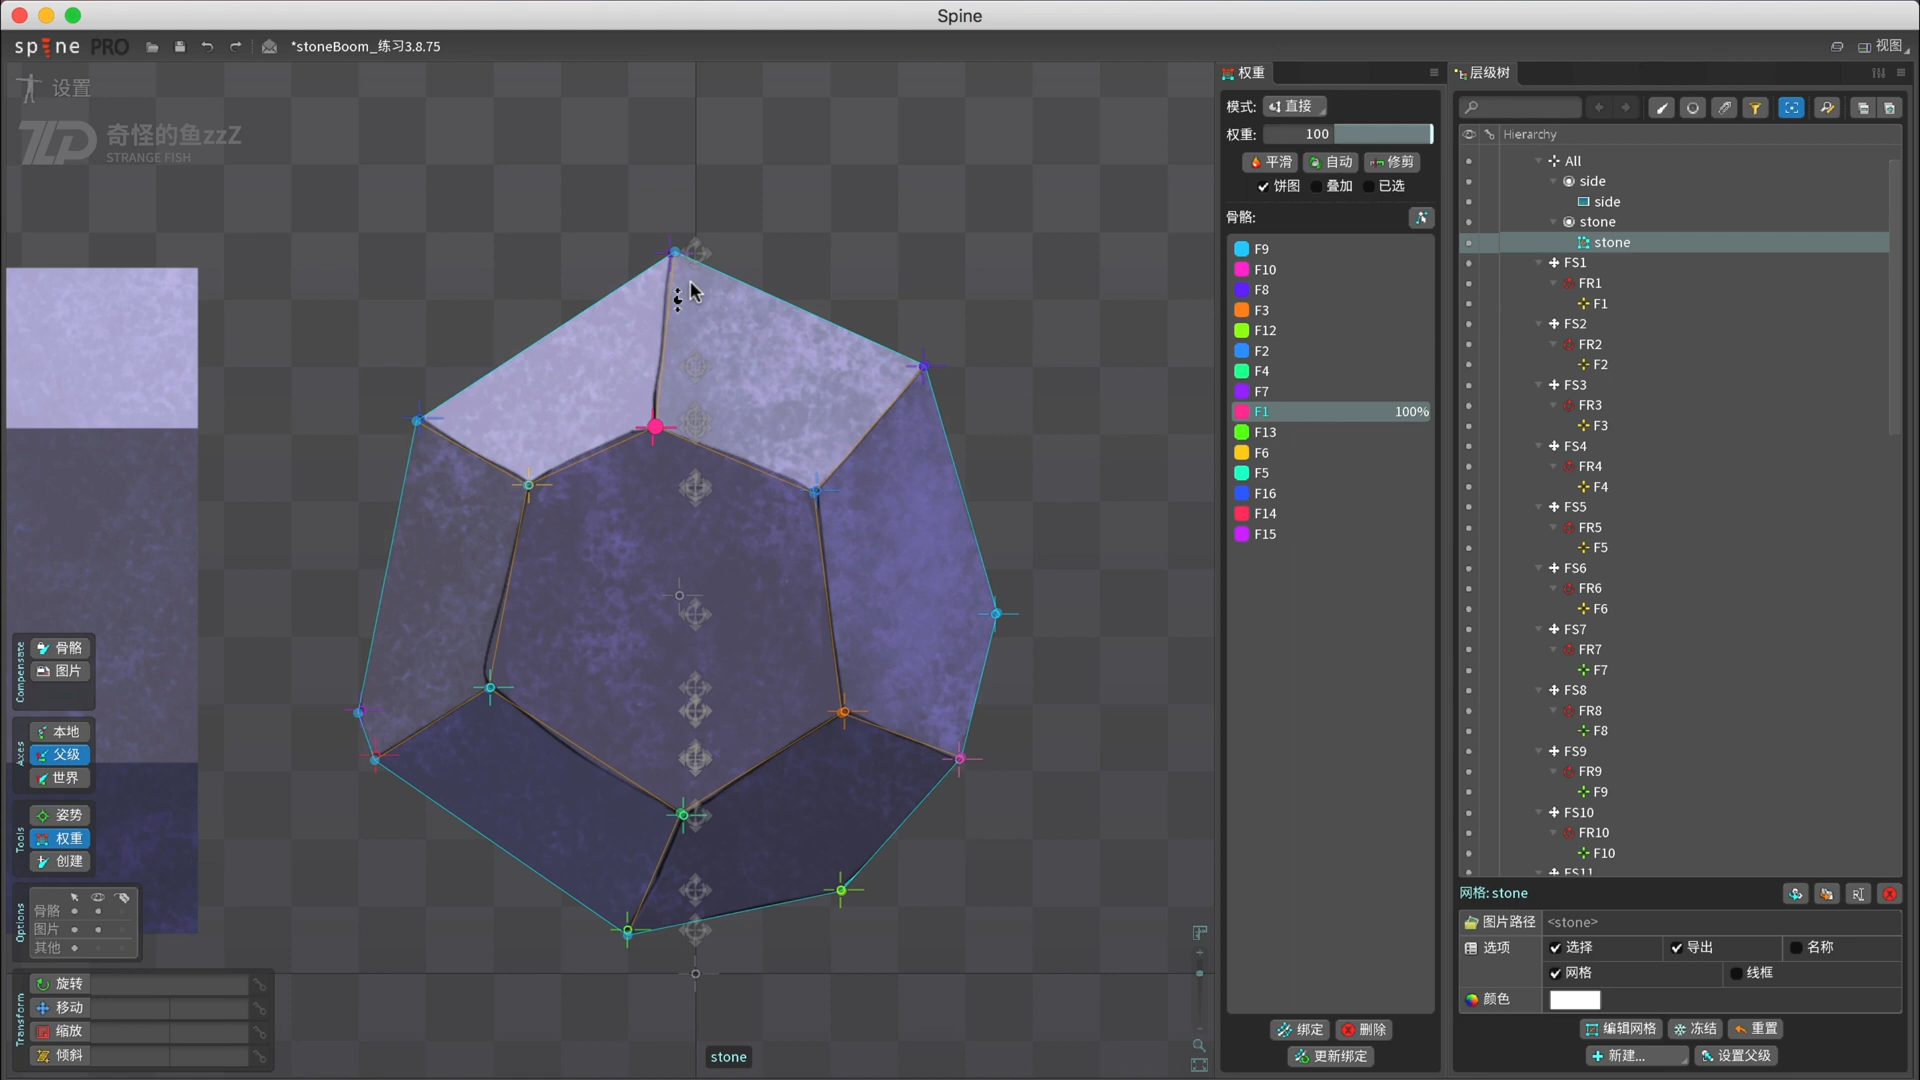 Spine
spine PRO
*stoneBoom_练习3.8.75
视图
设置
ZLP 奇怪的鱼zzZ
STRANGE FISH
Compensate
骨骼
图片
Axes
本地
父级
世界
Tools
姿势
权重
创建
Options
骨骼
图片
其他
Transform
旋转
移动
缩放
倾斜
stone
权重
模式: 直接
权重: 100
平滑 自动 修剪
饼图 叠加 已选
骨骼:
F9
F10
F8
F3
F12
F2
F4
F7
F1 100%
F13
F6
F5
F16
F14
F15
绑定 删除
更新绑定
层级树
Hierarchy
All
side
side
stone
stone
FS1
FR1
F1
FS2
FR2
F2
FS3
FR3
F3
FS4
FR4
F4
FS5
FR5
F5
FS6
FR6
F6
FS7
FR7
F7
FS8
FR8
F8
FS9
FR9
F9
FS10
FR10
F10
FS11
网格: stone
图片路径 <stone>
选项 选择 导出 名称
网格 线框
颜色
编辑网格 冻结 重置
新建... 设置父级